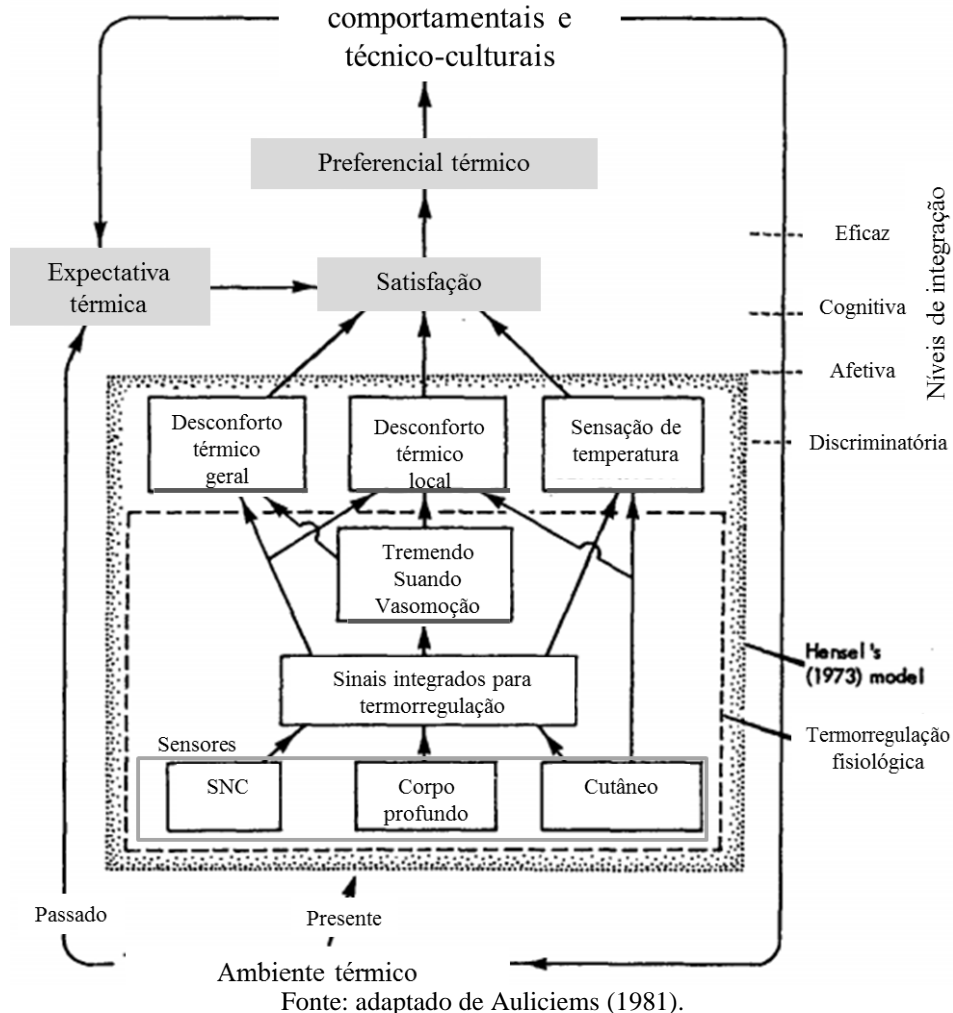 comportamentais e
técnico-culturais
Preferencial térmico
Expectativa
térmica
Satisfação
Eficaz
Cognitiva
Afetiva
Discriminatória
Níveis de integração
Desconforto
térmico
geral
Desconforto
térmico
local
Sensação de
temperatura
Tremendo
Suando
Vasomoção
Sinais integrados para
termorregulação
Hensel's
(1973) model
Termorregulação
fisiológica
Sensores
SNC
Corpo
profundo
Cutâneo
Passado
Presente
Ambiente térmico
Fonte: adaptado de Auliciems (1981).